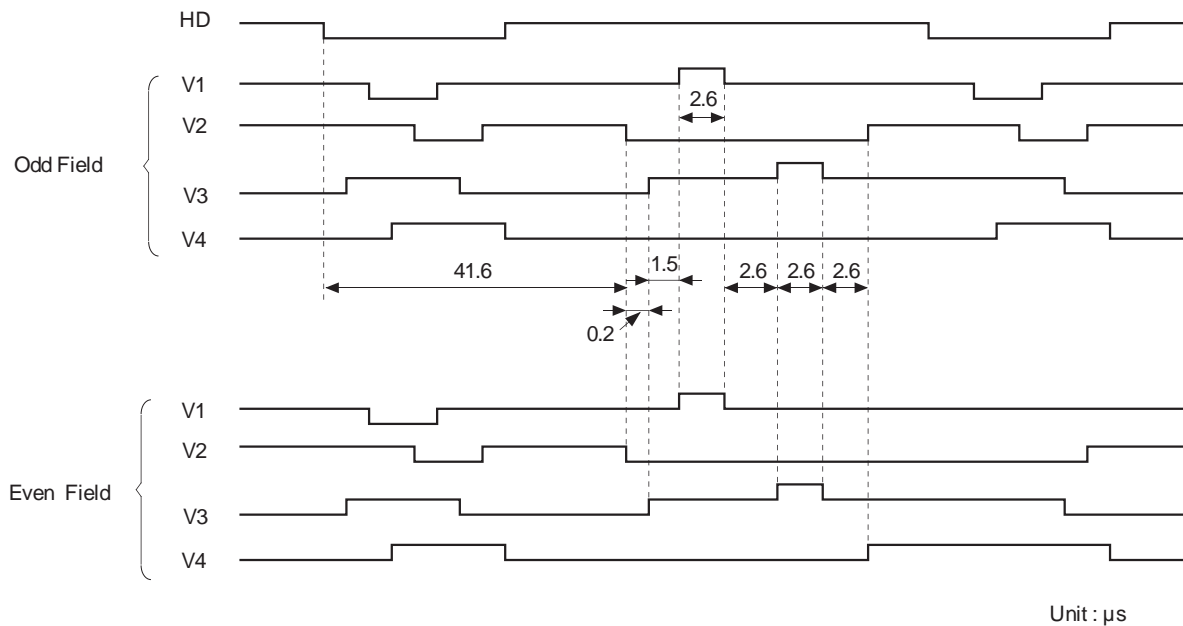 HD
V1
2.6
V2
Odd Field
V3
V4
41.6
1.5
2.6 2.6 2.6
0.2
V1
V2
Even Field
V3
V4
Unit : µs